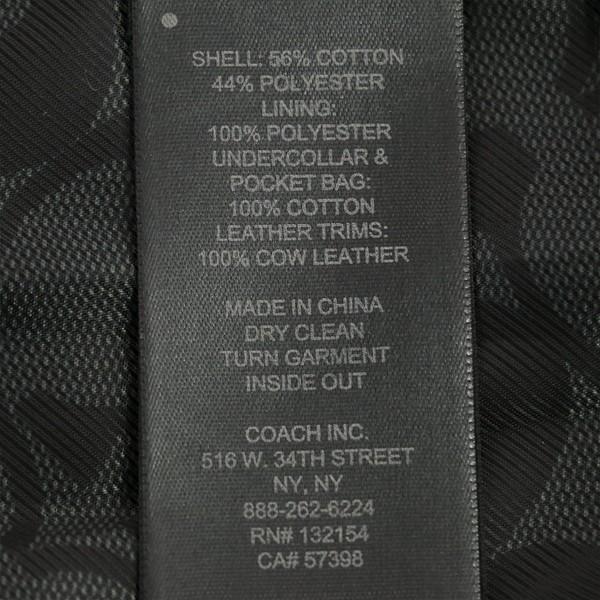 SHELL: 56% COTTON
44% POLYESTER
LINING:
100% POLYESTER
UNDERCOLLAR &
POCKET BAG:
100% COTTON
LEATHER TRIMS:
100% COW LEATHER
MADE IN CHINA
DRY CLEAN
TURN GARMENT
INSIDE OUT
COACH INC.
516 W. 34TH STREET
NY, NY
888-262-6224
RN# 132154
CA# 57398